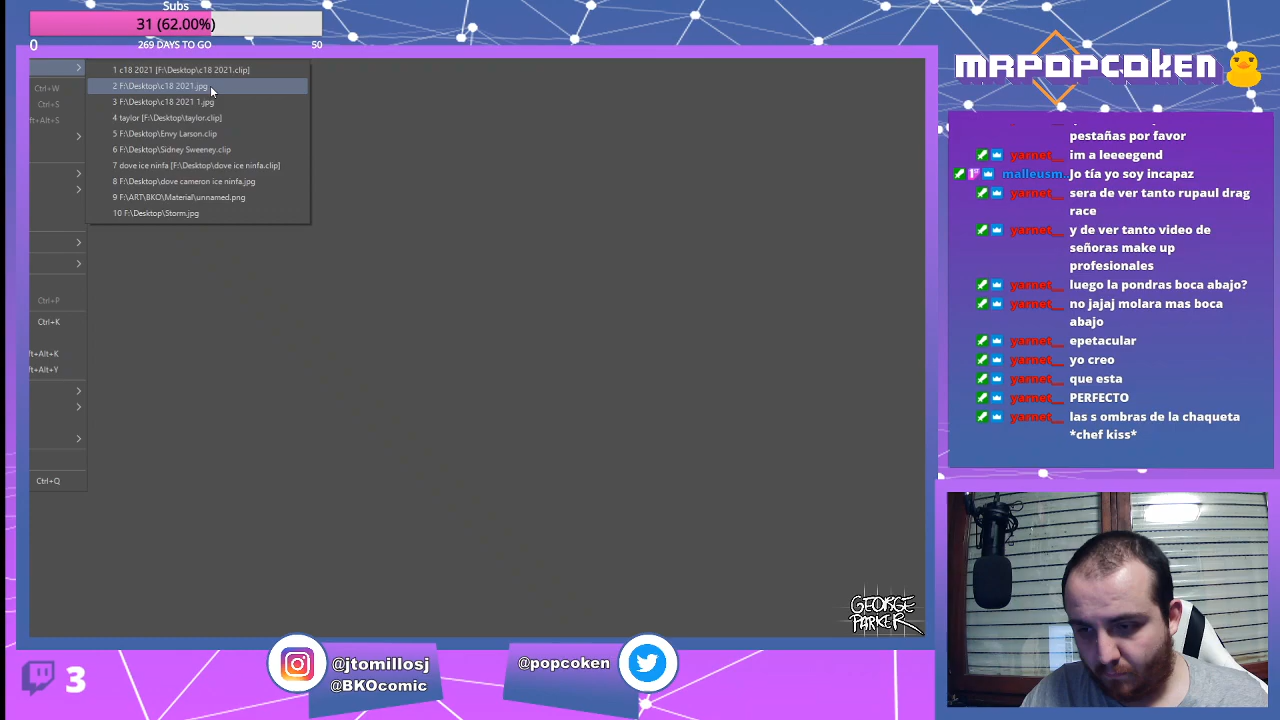 Subs
31 (62.00%)
0
269 DAYS TO GO
50
1 c18 2021 [F:\Desktop\c18 2021.clip]
2 F:\Desktop\c18 2021.jpg
3 F:\Desktop\c18 2021 1.jpg
4 taylor [F:\Desktop\taylor.clip]
5 F:\Desktop\Envy Larson.clip
6 F:\Desktop\Sidney Sweeney.clip
7 dove ice ninfa [F:\Desktop\dove ice ninfa.clip]
8 F:\Desktop\dove cameron ice ninfa.jpg
9 F:\ART\BKO\Material\unnamed.png
10 F:\Desktop\Storm.jpg
Ctrl+W
Ctrl+S
ft+Alt+S
Ctrl+P
Ctrl+K
ft+Alt+K
ft+Alt+Y
Ctrl+Q
MRPOPCOKEN
pestañas por favor
yarnet__ im a leeeegend
malleusm.. Jo tía yo soy incapaz
yarnet__ sera de ver tanto rupaul drag
race
yarnet__ y de ver tanto video de
señoras make up
profesionales
yarnet__ luego la pondras boca abajo?
yarnet__ no jajaj molara mas boca
abajo
yarnet__ epetacular
yarnet__ yo creo
yarnet__ que esta
yarnet__ PERFECTO
yarnet__ las s ombras de la chaqueta
*chef kiss*
GEORGE
PARKER
3
@jtomillosj
@BKOcomic
@popcoken